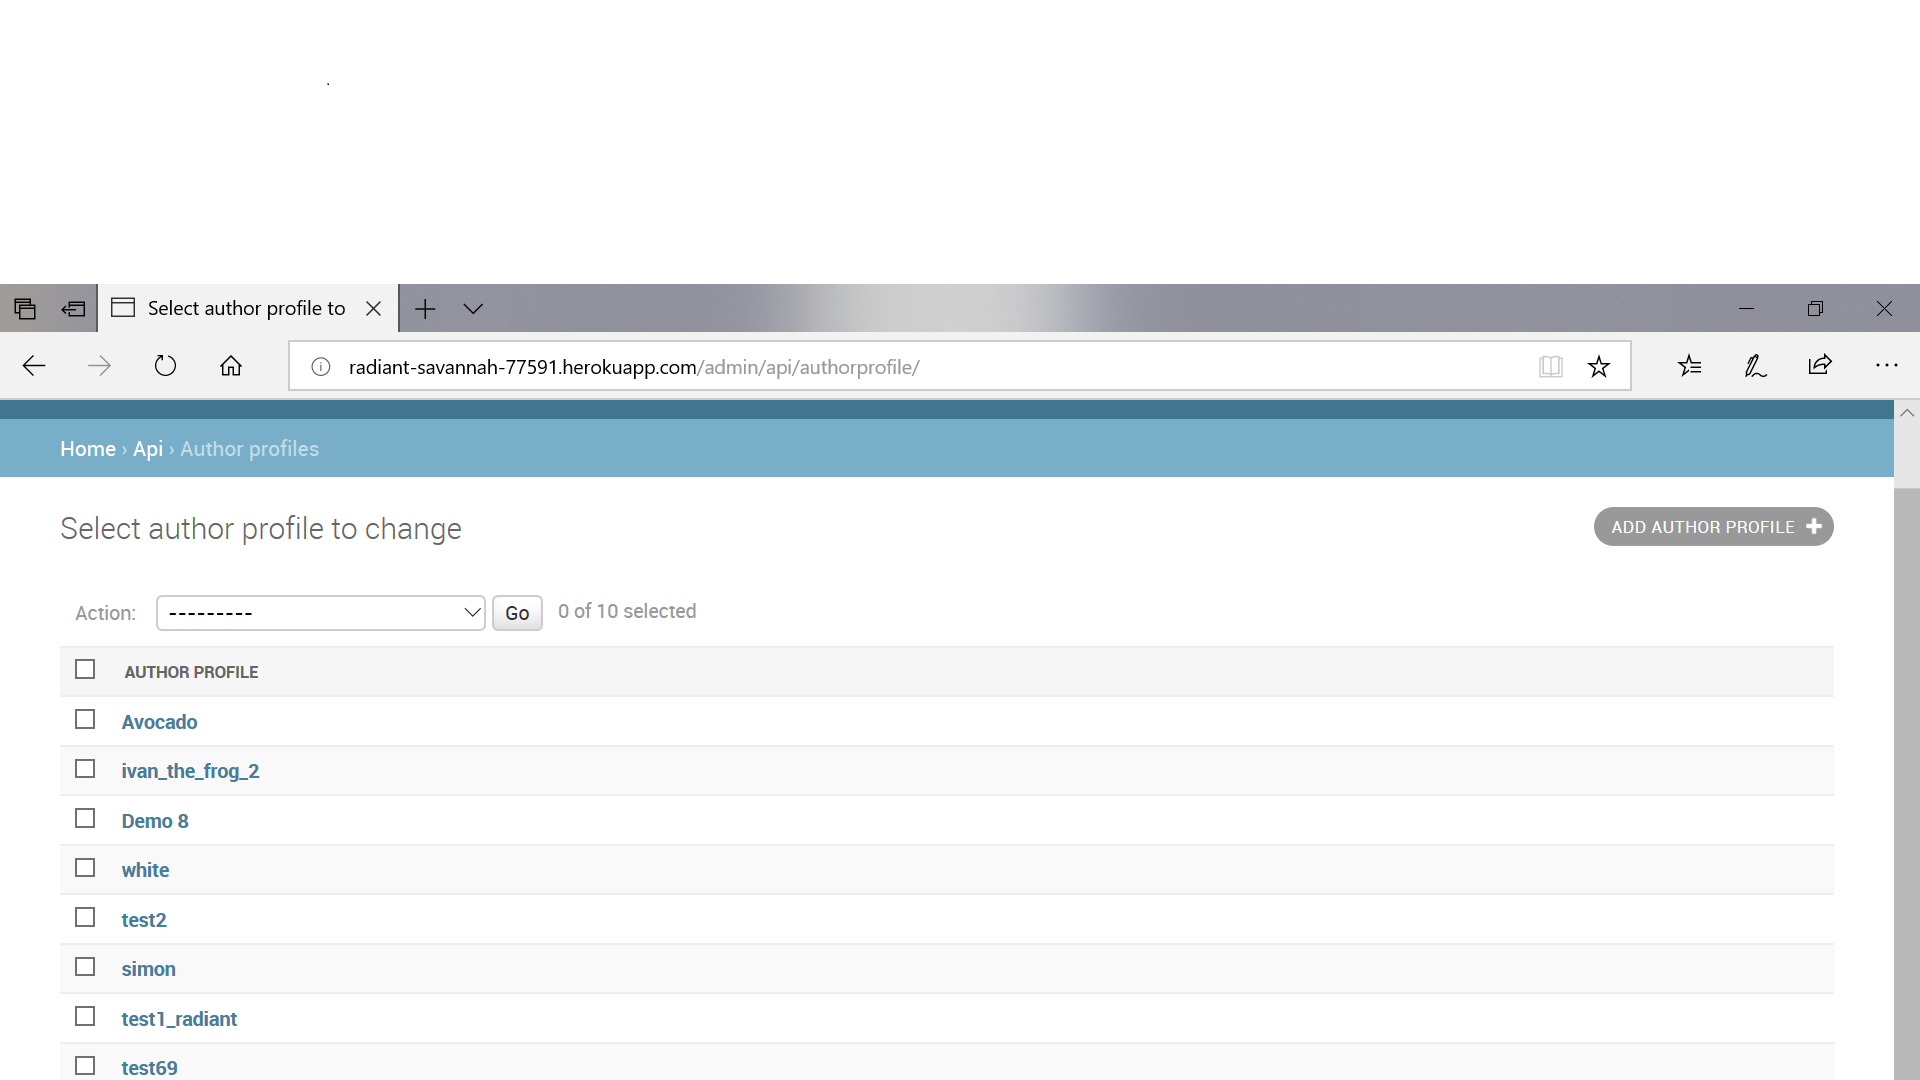 Select author profile to
radiant-savannah-77591.herokuapp.com/admin/api/authorprofile/
Home › Api › Author profiles
Select author profile to change
ADD AUTHOR PROFILE
Action: --------- Go 0 of 10 selected
AUTHOR PROFILE
Avocado
ivan_the_frog_2
Demo 8
white
test2
simon
test1_radiant
test69